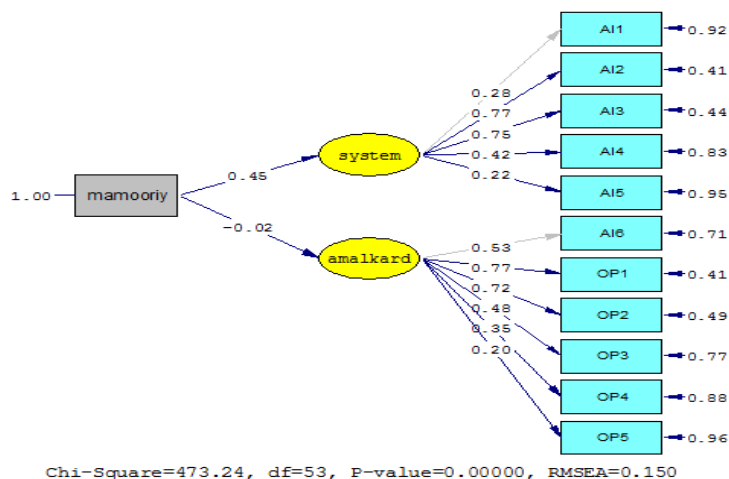 AI1
0.92
AI2
0.41
0.28
0.77
AI3
0.44
0.75
system
0.42
AI4
0.83
0.22
0.45
AI5
0.95
1.00
mamooriy
-0.02
AI6
0.71
0.53
amalkard
0.77
OP1
0.41
0.72
0.48
OP2
0.49
0.35
0.20
OP3
0.77
OP4
0.88
OP5
0.96
Chi-Square=473.24, df=53, P-value=0.00000, RMSEA=0.150